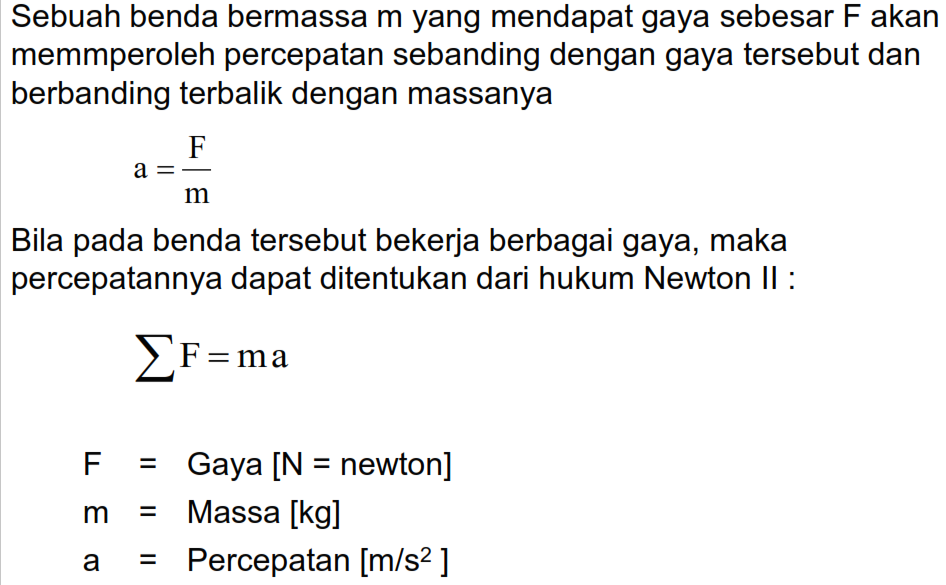 Sebuah benda bermassa m yang mendapat gaya sebesar F akan
memmperoleh percepatan sebanding dengan gaya tersebut dan
berbanding terbalik dengan massanya
a = F/m
Bila pada benda tersebut bekerja berbagai gaya, maka
percepatannya dapat ditentukan dari hukum Newton II :
∑F = m a
F = Gaya [N = newton]
m = Massa [kg]
a = Percepatan [m/s² ]